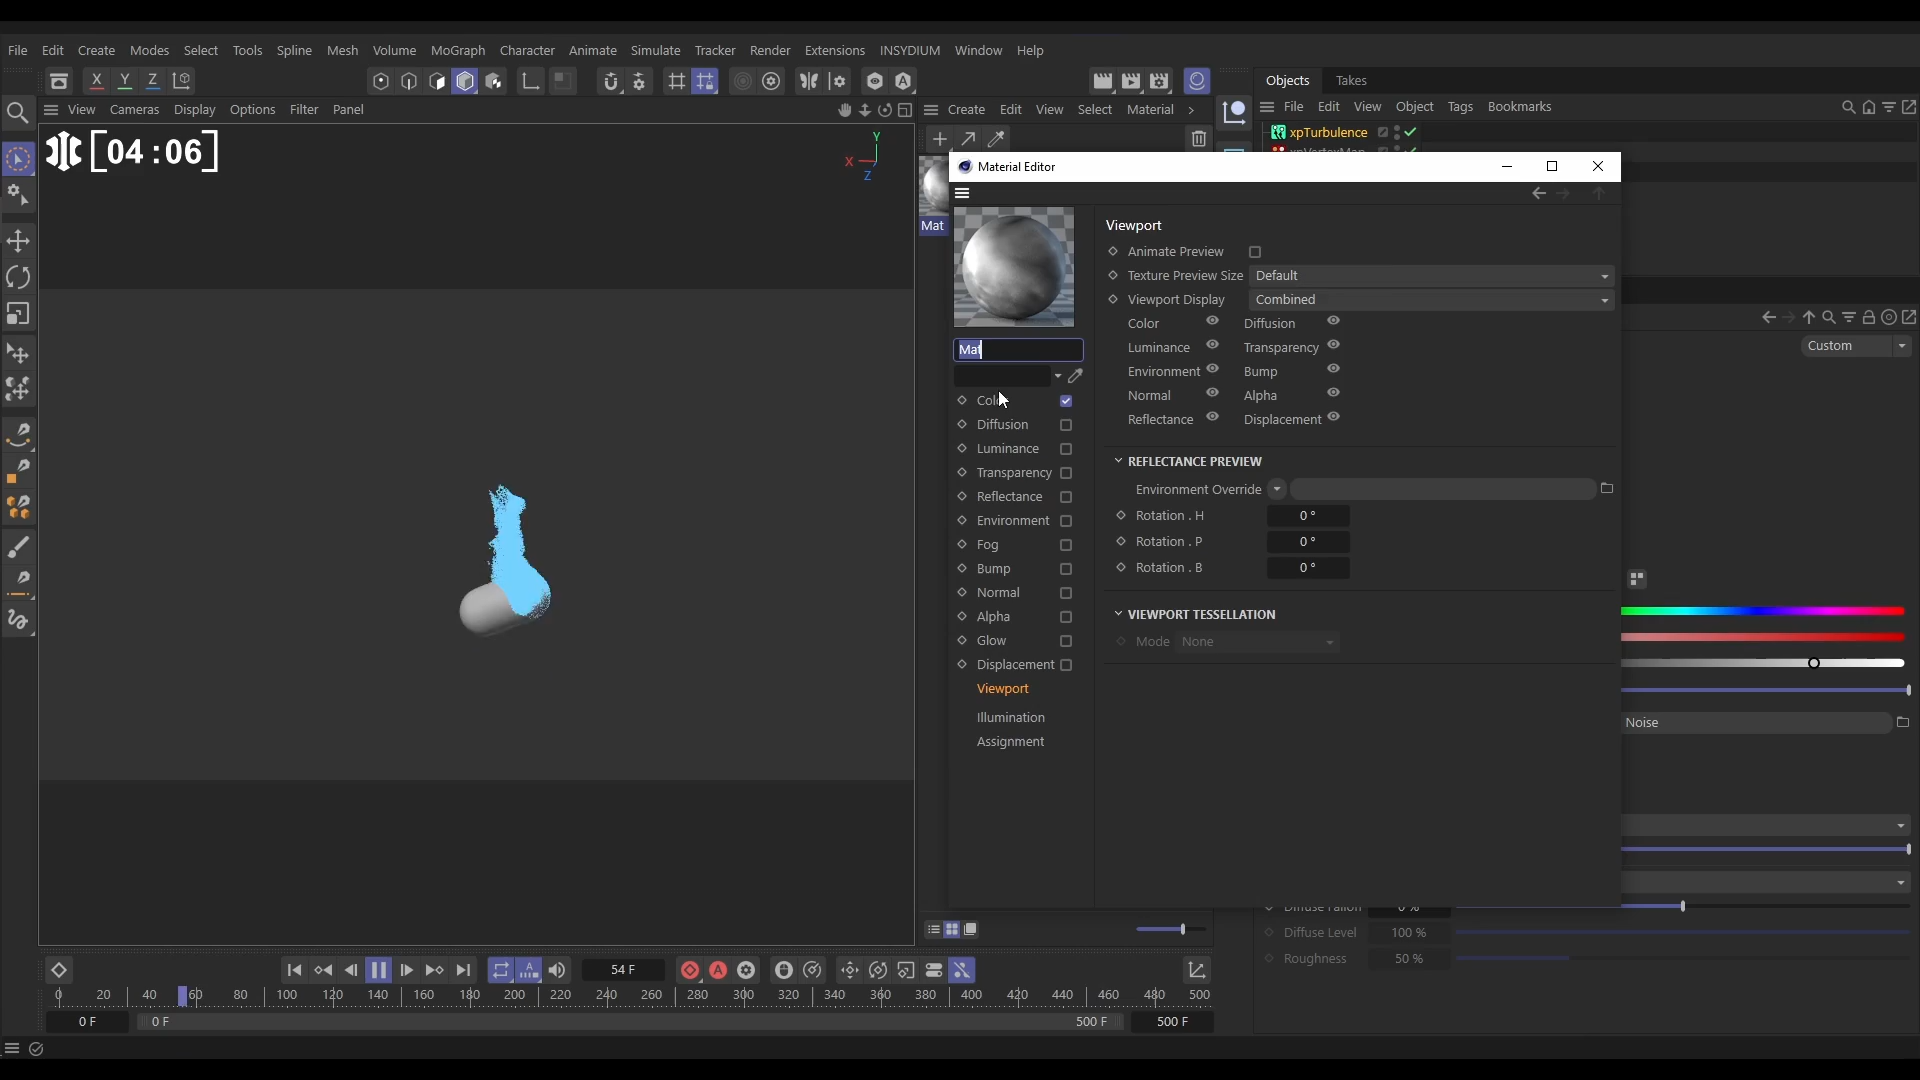 File Edit Create Modes Select Tools Spline Mesh Volume MoGraph Character Animate Simulate Tracker Render Extensions INSYDIUM Window Help
X Y Z
Objects Takes
View Cameras Display Options Filter Panel
Create Edit View Select Material >
File Edit View Object Tags Bookmarks
[04:06]
Y
X
Z
xpTurbulence
xpVertexMap
Mat
Material Editor
Viewport
Animate Preview
Texture Preview Size Default
Viewport Display Combined
Color Diffusion
Luminance Transparency
Environment Bump
Normal Alpha
Reflectance Displacement
REFLECTANCE PREVIEW
Environment Override
Rotation . H 0 °
Rotation . P 0 °
Rotation . B 0 °
VIEWPORT TESSELLATION
Mode None
Mat
Diffusion
Luminance
Transparency
Reflectance
Environment
Fog
Bump
Normal
Alpha
Glow
Displacement
Viewport
Illumination
Assignment
Custom
Noise
Diffuse Falloff 0 %
Diffuse Level 100 %
Roughness 50 %
54 F
0 20 40 60 80 100 120 140 160 180 200 220 240 260 280 300 320 340 360 380 400 420 440 460 480 500
0 F 0 F 500 F 500 F